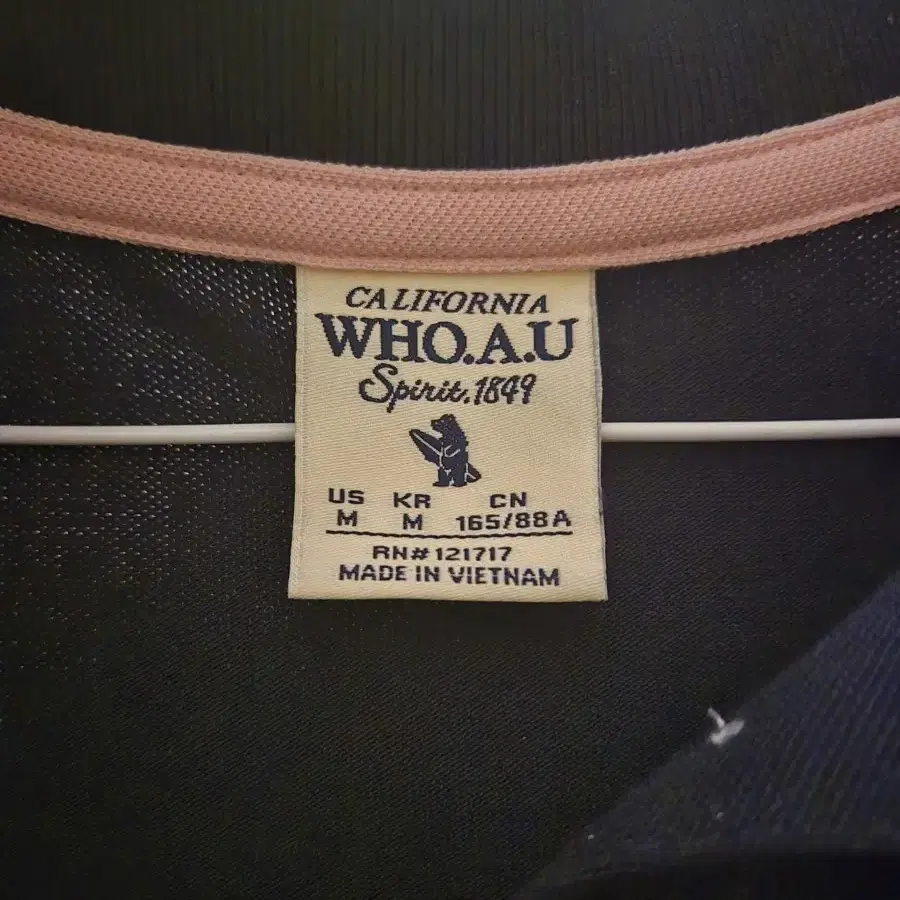 CALIFORNIA
WHO.A.U
Spirit.1849
US KR CN
M M 165/88A
RN#121717
MADE IN VIETNAM